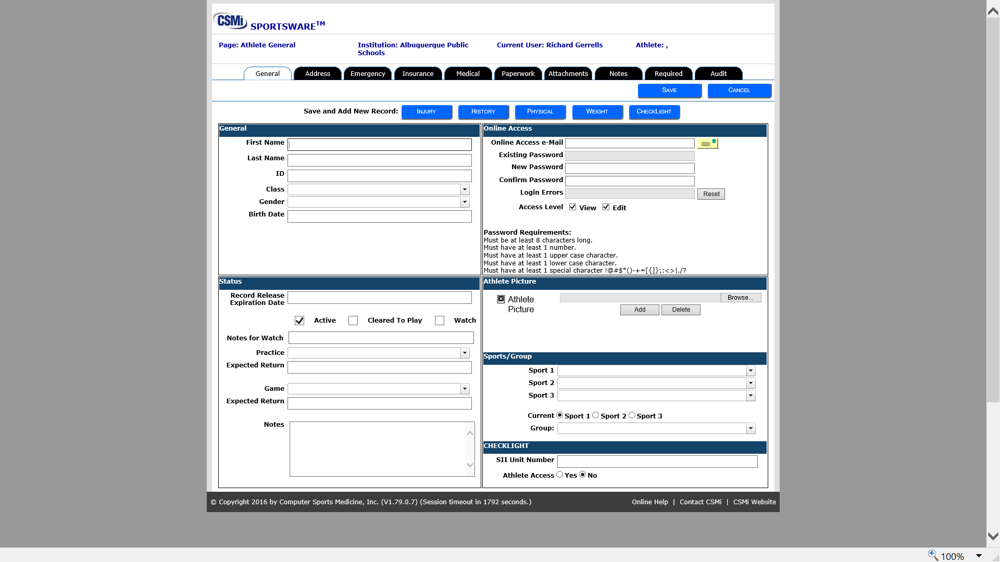 CSMi SPORTSWARE™
Page: Athlete General
Institution: Albuquerque Public
Schools
Current User: Richard Gerrells
Athlete: ,
General
Address
Emergency
Insurance
Medical
Paperwork
Attachments
Notes
Required
Audit
SAVE
CANCEL
Save and Add New Record:
INJURY
HISTORY
PHYSICAL
WEIGHT
CHECKLIGHT
General
First Name
Last Name
ID
Class
Gender
Birth Date
Online Access
Online Access e-Mail
Existing Password
New Password
Confirm Password
Login Errors
Reset
Access Level
View
Edit
Password Requirements:
Must be at least 8 characters long.
Must have at least 1 number.
Must have at least 1 upper case character.
Must have at least 1 lower case character.
Must have at least 1 special character !@#$*()-+=[{]};:<>|./?
Status
Record Release
Expiration Date
Active
Cleared To Play
Watch
Notes for Watch
Practice
Expected Return
Game
Expected Return
Notes
Athlete Picture
Athlete
Picture
Browse...
Add
Delete
Sports/Group
Sport 1
Sport 2
Sport 3
Current
Sport 1
Sport 2
Sport 3
Group:
CHECKLIGHT
SII Unit Number
Athlete Access
Yes
No
© Copyright 2016 by Computer Sports Medicine, Inc. (V1.79.0.7) (Session timeout in 1792 seconds.)
Online Help | Contact CSMi | CSMi Website
100%